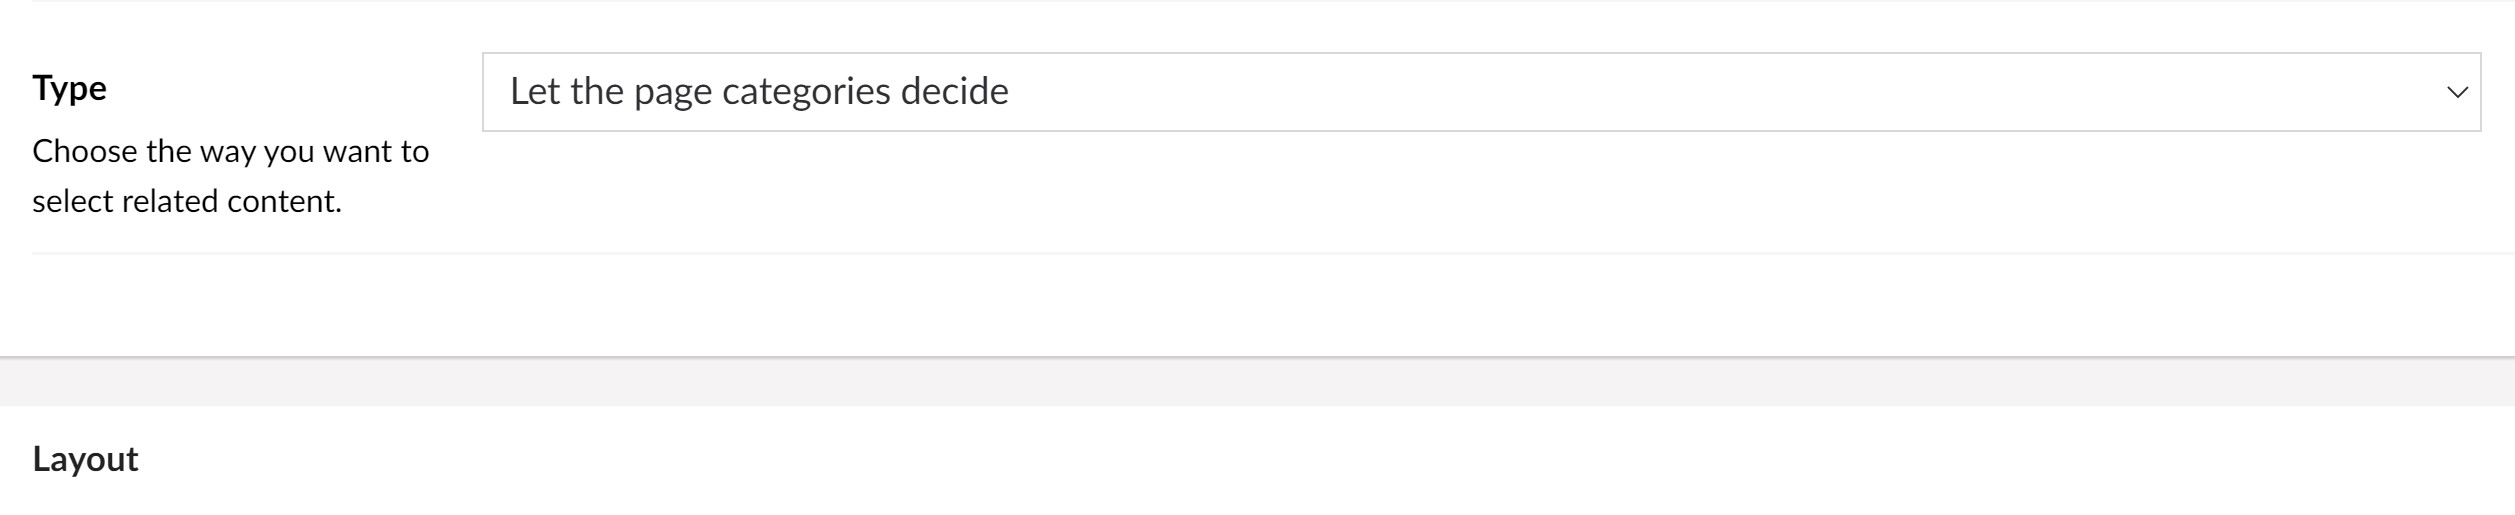 Type
Let the page categories decide
Choose the way you want to
select related content.
Layout